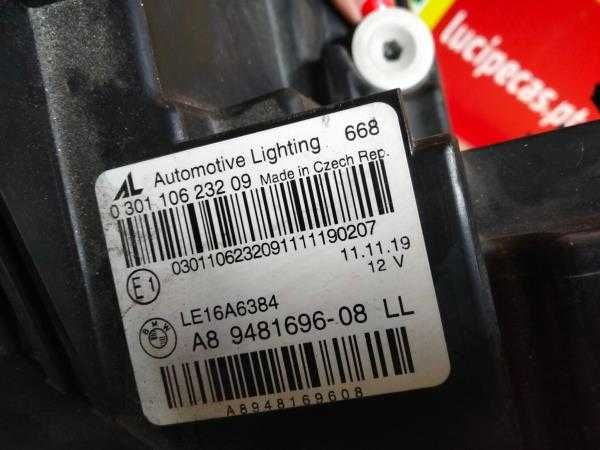 AL Automotive Lighting 668
0 301 106 232 09 Made in Czech Rep.
0301106232091111190207
11.11.19
12 V
E1
LE16A6384
BMW
A8 9481696-08 LL
A8948169608
lucipecas.pt